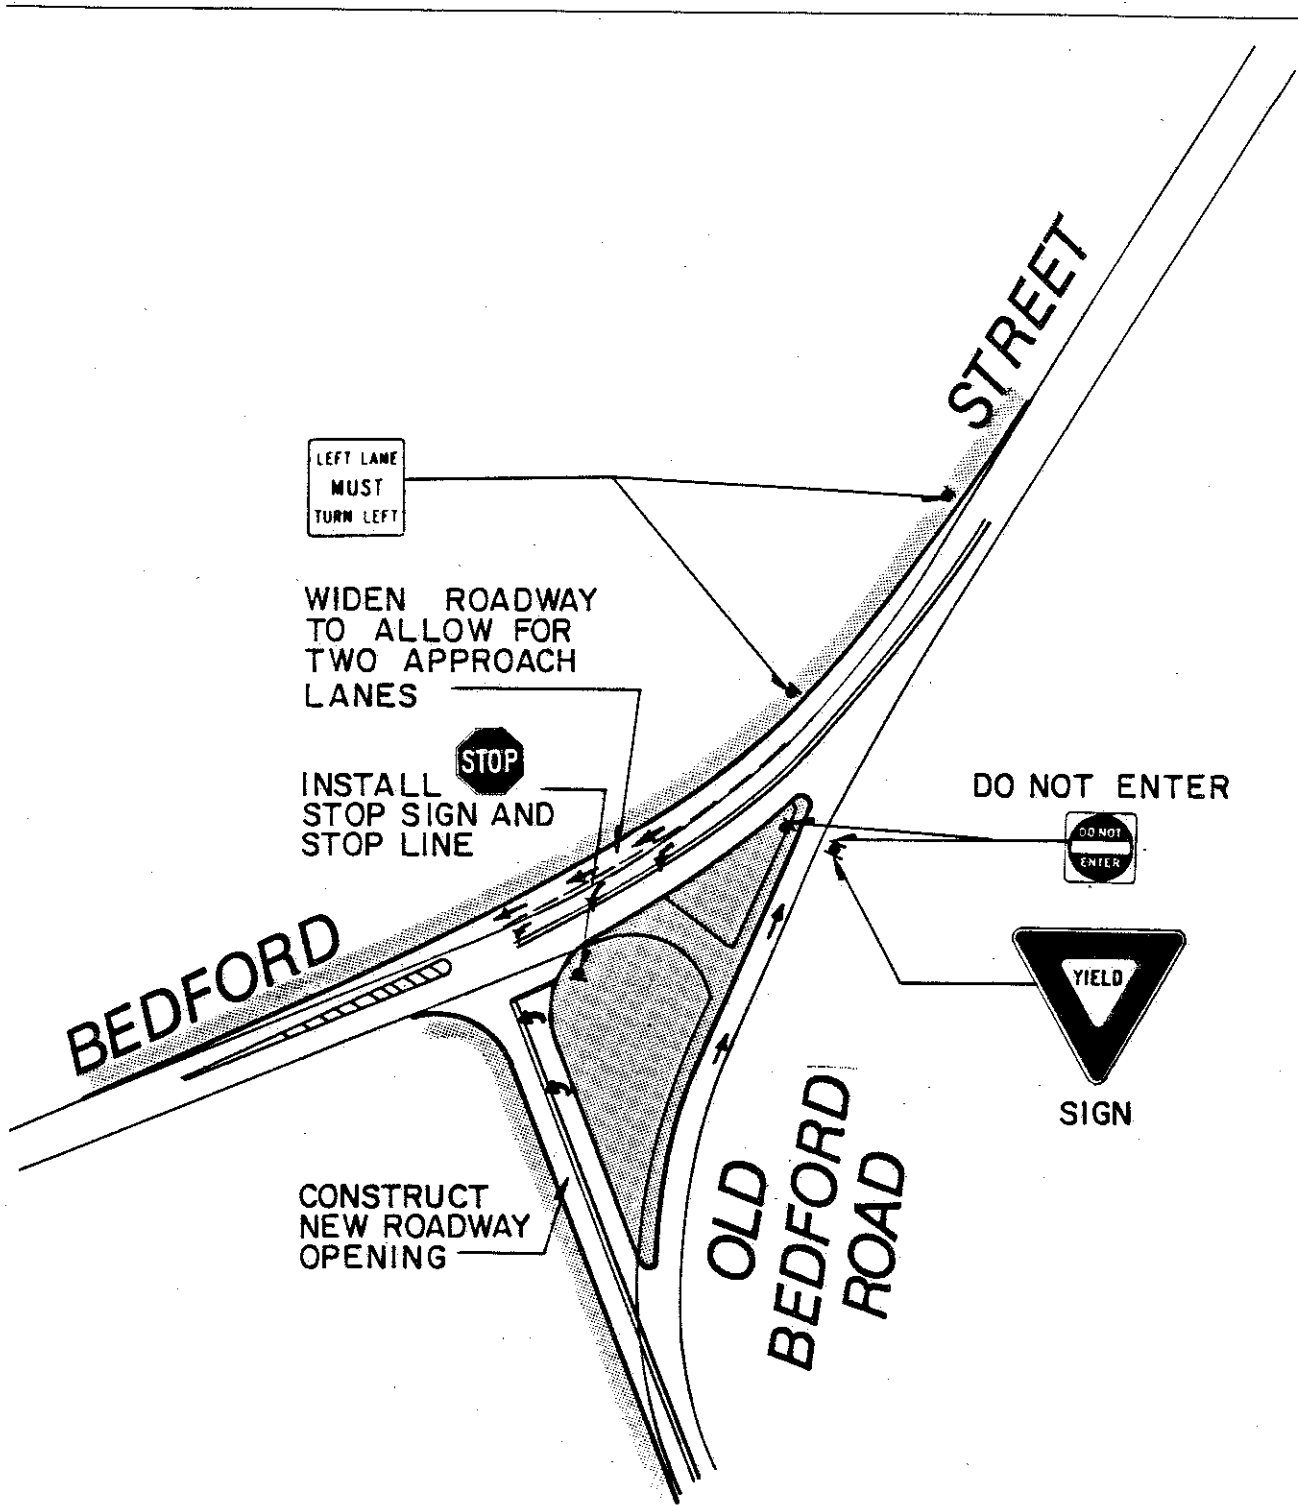 STREET
LEFT LANE
MUST
TURN LEFT
WIDEN ROADWAY
TO ALLOW FOR
TWO APPROACH
LANES
STOP
INSTALL
STOP SIGN AND
STOP LINE
DO NOT ENTER
DO NOT
ENTER
BEDFORD
YIELD
SIGN
CONSTRUCT
NEW ROADWAY
OPENING
OLD
BEDFORD
ROAD